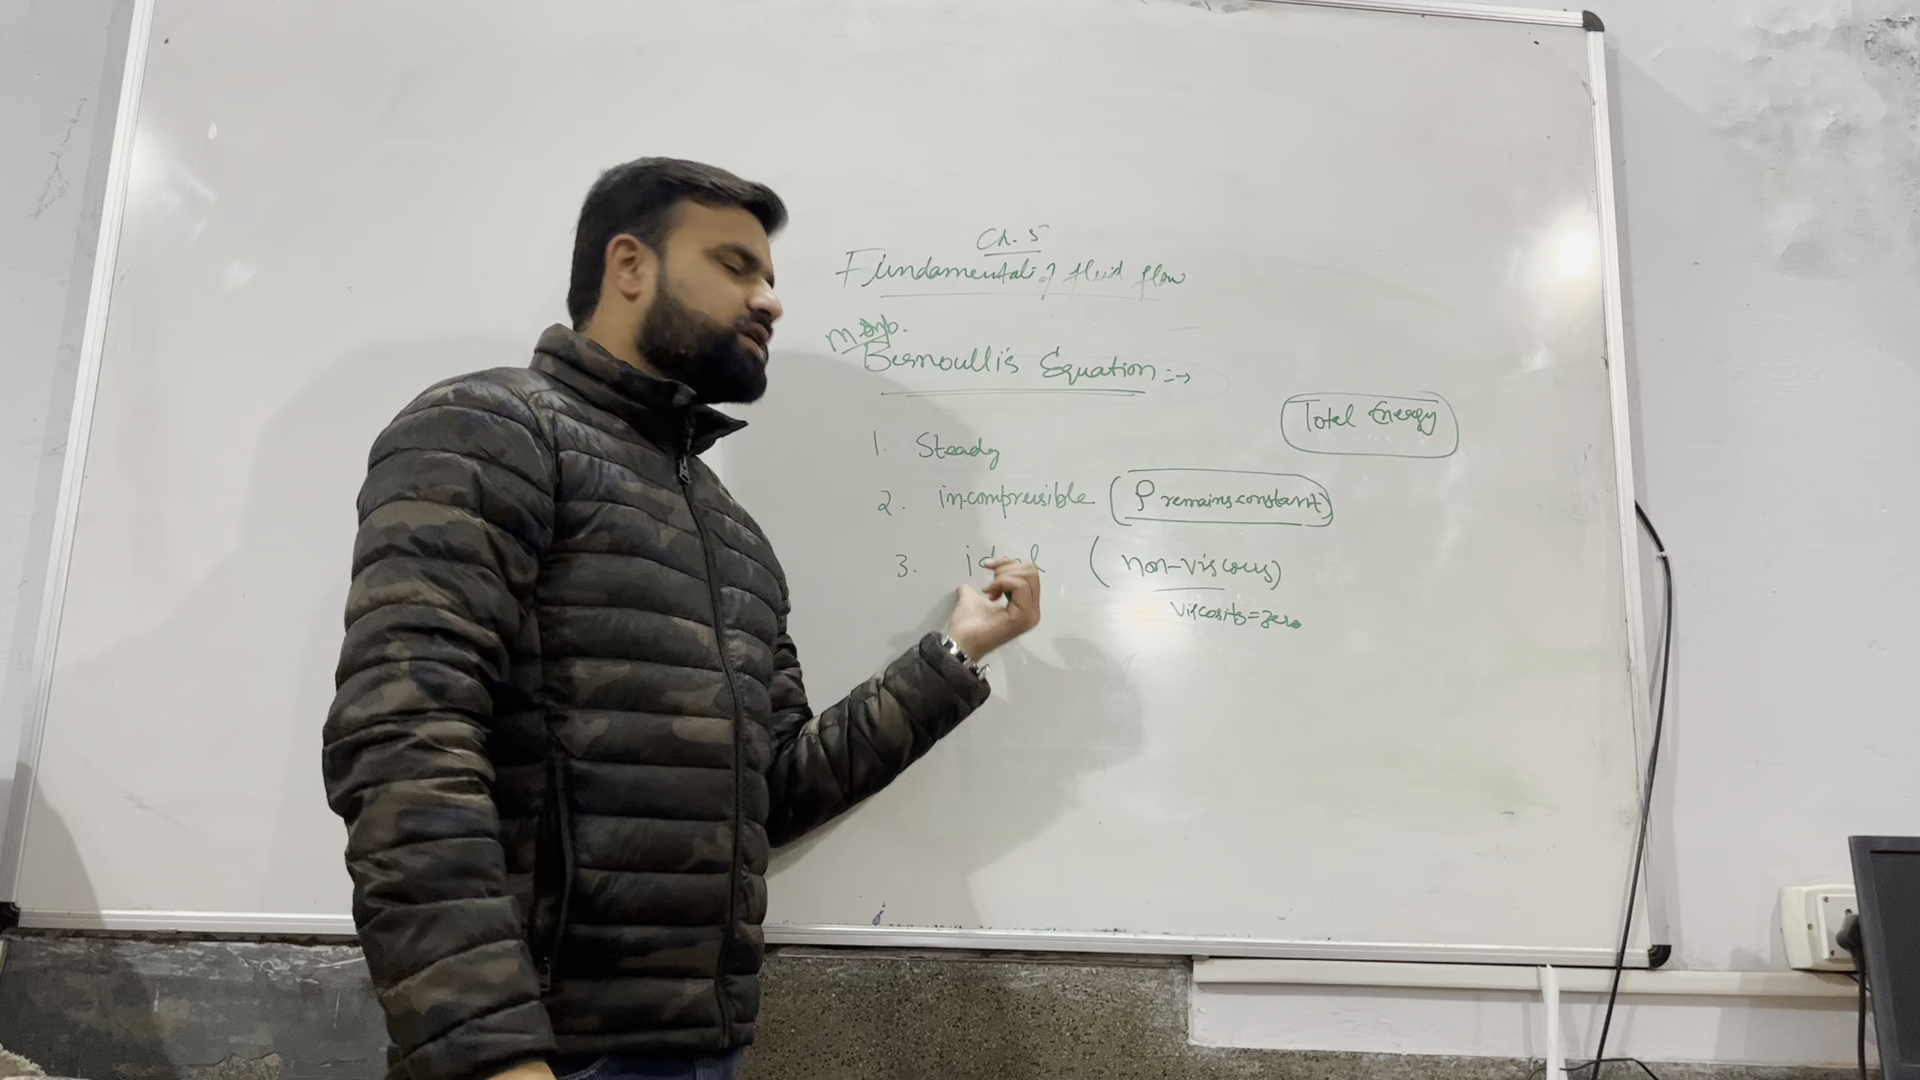 Ch. 5
Fundamentals of fluid flow
Bernoulli's Equation :→
Total Energy
1. Steady
2. incompressible (ρ remains constant)
3. ideal (non-viscous)
viscosity = zero